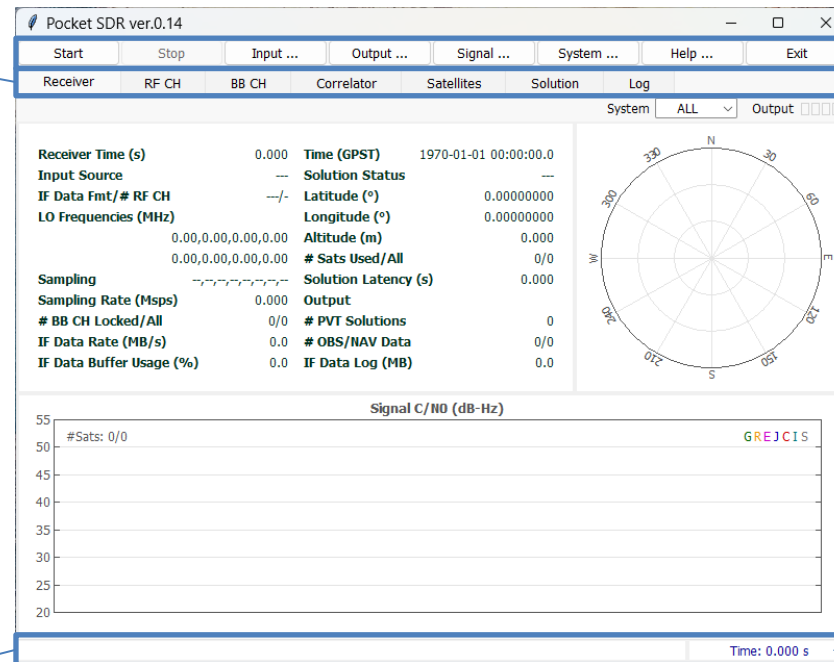 Pocket SDR ver.0.14
Start Stop Input ... Output ... Signal ... System ... Help ... Exit
Receiver RF CH BB CH Correlator Satellites Solution Log
System ALL Output
Receiver Time (s) 0.000 Time (GPST) 1970-01-01 00:00:00.0
Input Source --- Solution Status ---
IF Data Fmt/# RF CH ---/- Latitude (°) 0.00000000
LO Frequencies (MHz) Longitude (°) 0.00000000
0.00,0.00,0.00,0.00 Altitude (m) 0.000
0.00,0.00,0.00,0.00 # Sats Used/All 0/0
Sampling --,--,--,--,--,--,--,-- Solution Latency (s) 0.000
Sampling Rate (Msps) 0.000 Output
# BB CH Locked/All 0/0 # PVT Solutions 0
IF Data Rate (MB/s) 0.0 # OBS/NAV Data 0/0
IF Data Buffer Usage (%) 0.0 IF Data Log (MB) 0.0
N
330 30
300 60
W E
240 120
210 150
S
Signal C/N0 (dB-Hz)
55
#Sats: 0/0 G R E J C I S
50
45
40
35
30
25
20
Time: 0.000 s